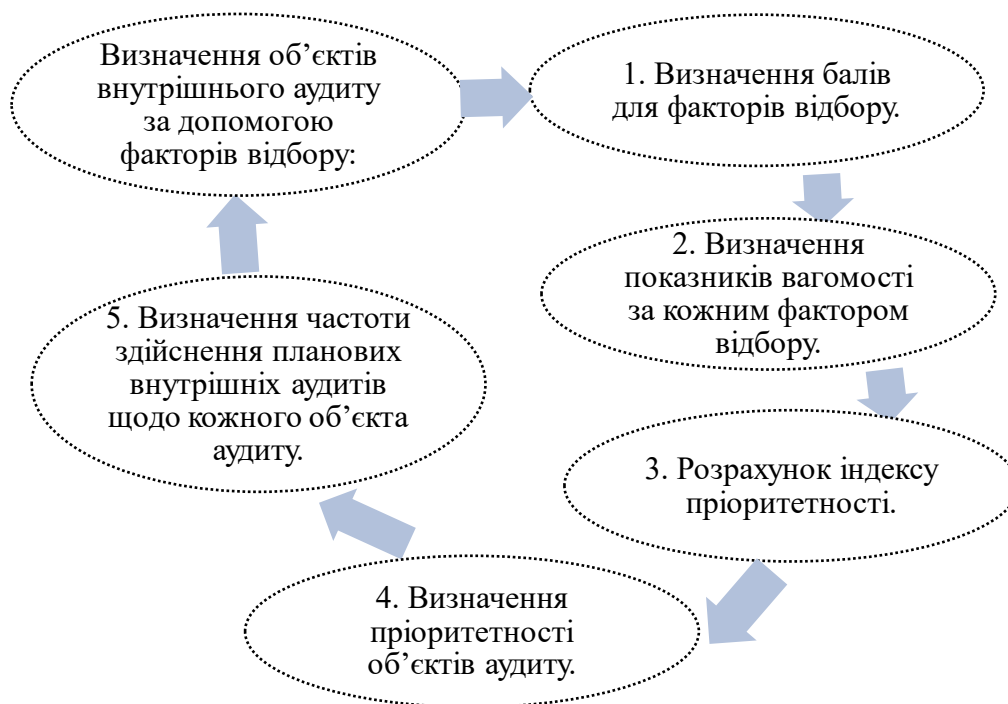 Визначення об’єктів
внутрішнього аудиту
за допомогою
факторів відбору:
1. Визначення балів
для факторів відбору.
2. Визначення
показників вагомості
за кожним фактором
відбору.
3. Розрахунок індексу
пріоритетності.
4. Визначення
пріоритетності
об’єктів аудиту.
5. Визначення частоти
здійснення планових
внутрішніх аудитів
щодо кожного об’єкта
аудиту.